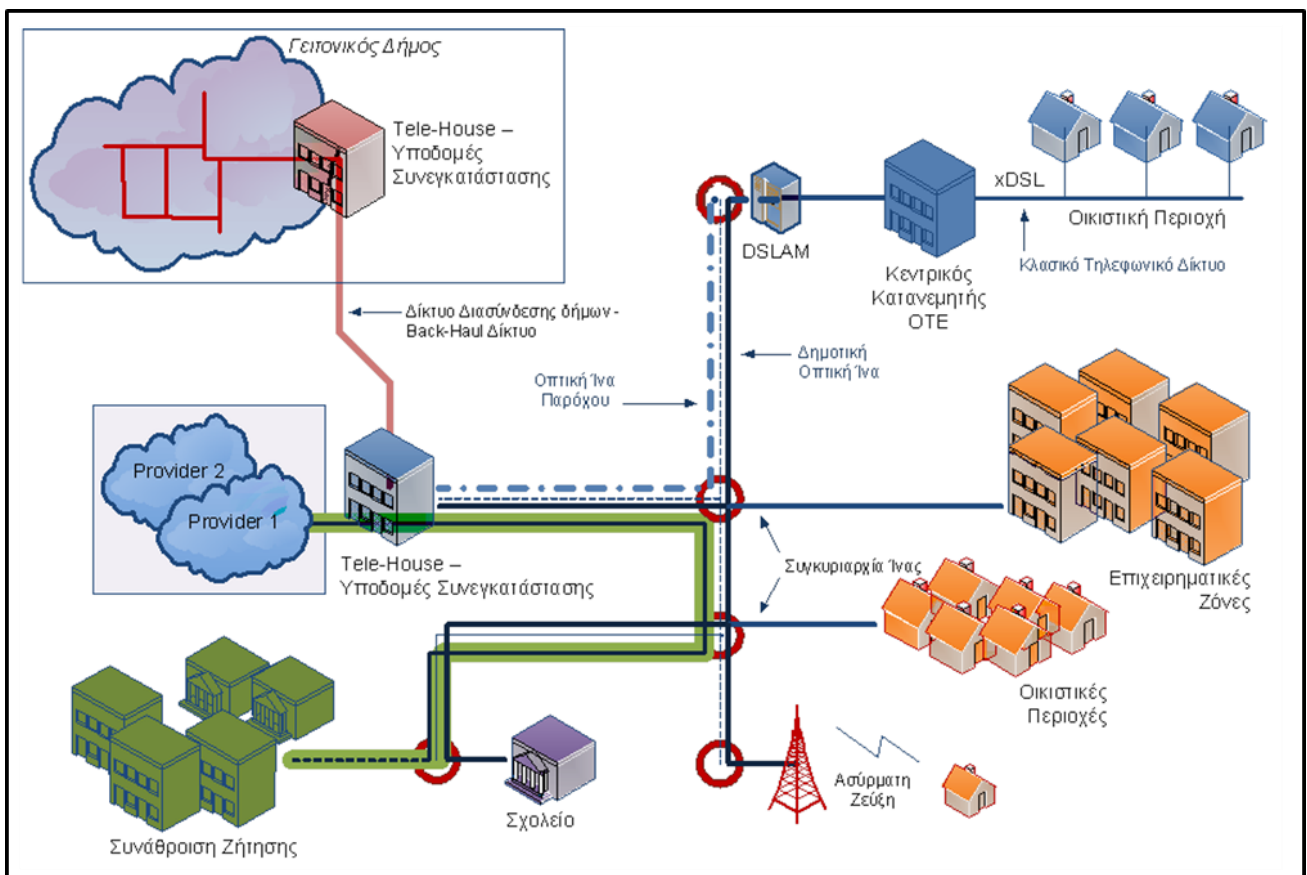 Γειτονικός Δήμος
Tele-House –
Υποδομές
Συνεγκατάστασης
xDSL
Οικιστική Περιοχή
DSLAM
Κλασικό Τηλεφωνικό Δίκτυο
Κεντρικός
Κατανεμητής
ΟΤΕ
Δίκτυο Διασύνδεσης δήμων -
Back-Haul Δίκτυο
Δημοτική
Οπτική Ίνα
Οπτική Ίνα
Παρόχου
Provider 2
Provider 1
Tele-House –
Υποδομές Συνεγκατάστασης
Συγκυριαρχία Ίνας
Επιχειρηματικές
Ζόνες
Οικιστικές
Περιοχές
Ασύρματη
Ζεύξη
Σχολείο
Συνάθροιση Ζήτησης